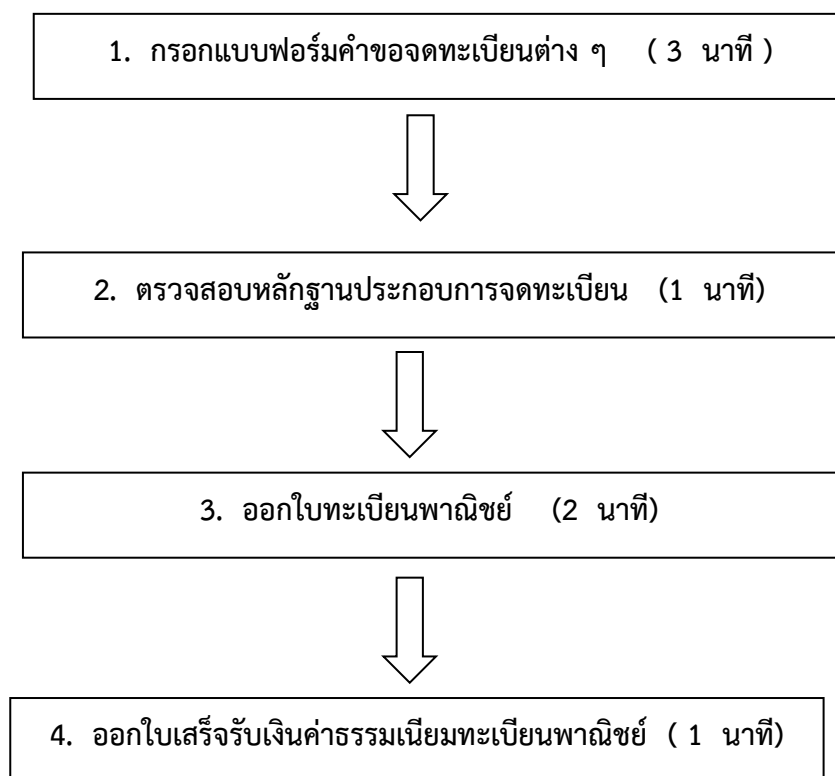 1. กรอกแบบฟอร์มคำขอจดทะเบียนต่าง ๆ ( 3 นาที )
2. ตรวจสอบหลักฐานประกอบการจดทะเบียน (1 นาที)
3. ออกใบทะเบียนพาณิชย์ (2 นาที)
4. ออกใบเสร็จรับเงินค่าธรรมเนียมทะเบียนพาณิชย์ ( 1 นาที)